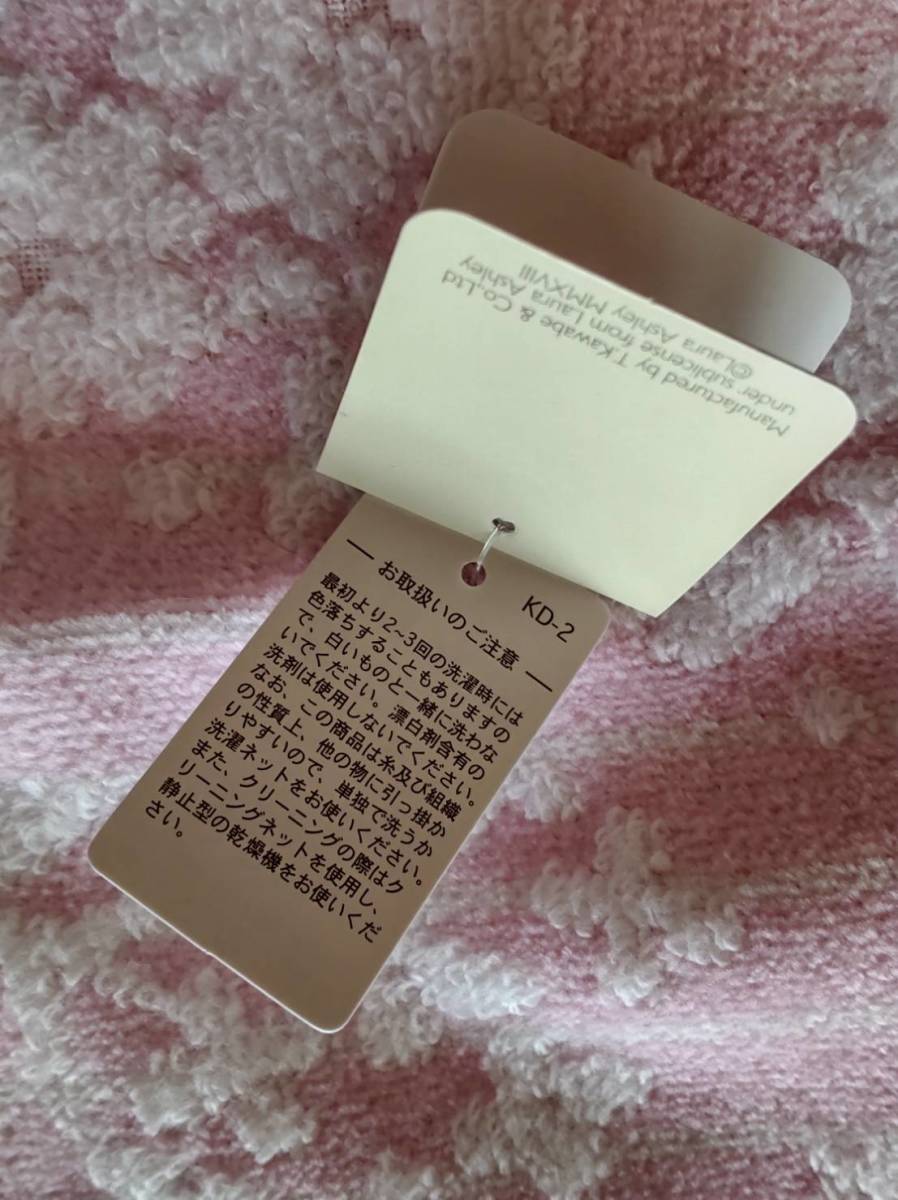 Manufactured by T.Kawabe & Co.,Ltd
under sublicense from Laura Ashley
©Laura Ashley MMXVIII
KD-2
お取扱いのご注意
最初より2~3回の洗濯時には
色落ちすることもありますの
で、白いものと一緒に洗わな
いでください。漂白剤含有の
洗剤は使用しないでください。
なお、この商品は糸及び組織
の性質上、他の物に引っ掛か
りやすいので、単独で洗うか
洗濯ネットをお使いください。
また、クリーニングの際はク
リーニングネットを使用し、
静止型の乾燥機をお使いくだ
さい。